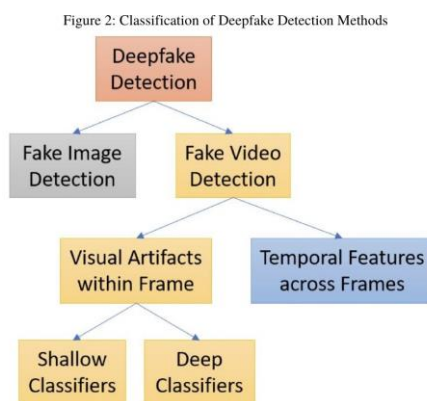 Figure 2: Classification of Deepfake Detection Methods
Deepfake
Detection
Fake Image
Detection
Fake Video
Detection
Visual Artifacts
within Frame
Temporal Features
across Frames
Shallow
Classifiers
Deep
Classifiers